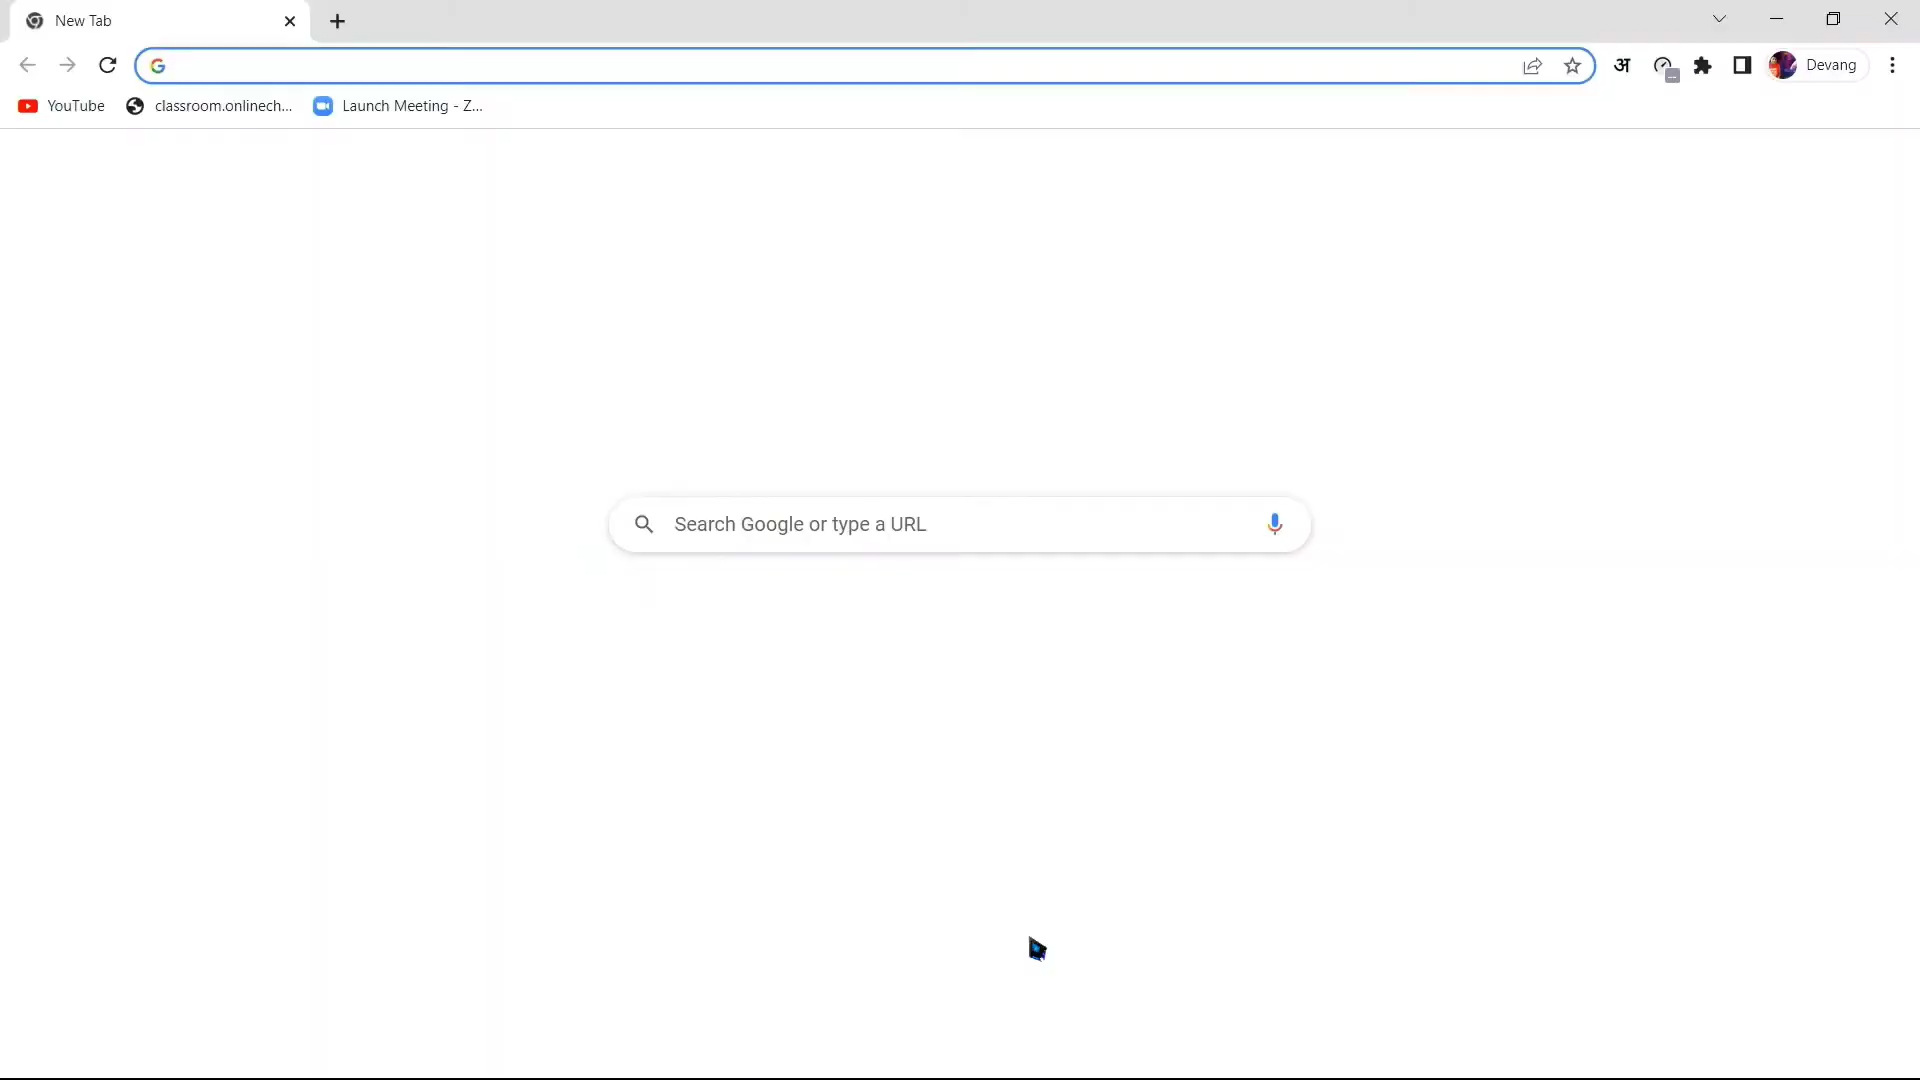 New Tab
अ
Devang
YouTube
classroom.onlinech...
Launch Meeting - Z...
Search Google or type a URL